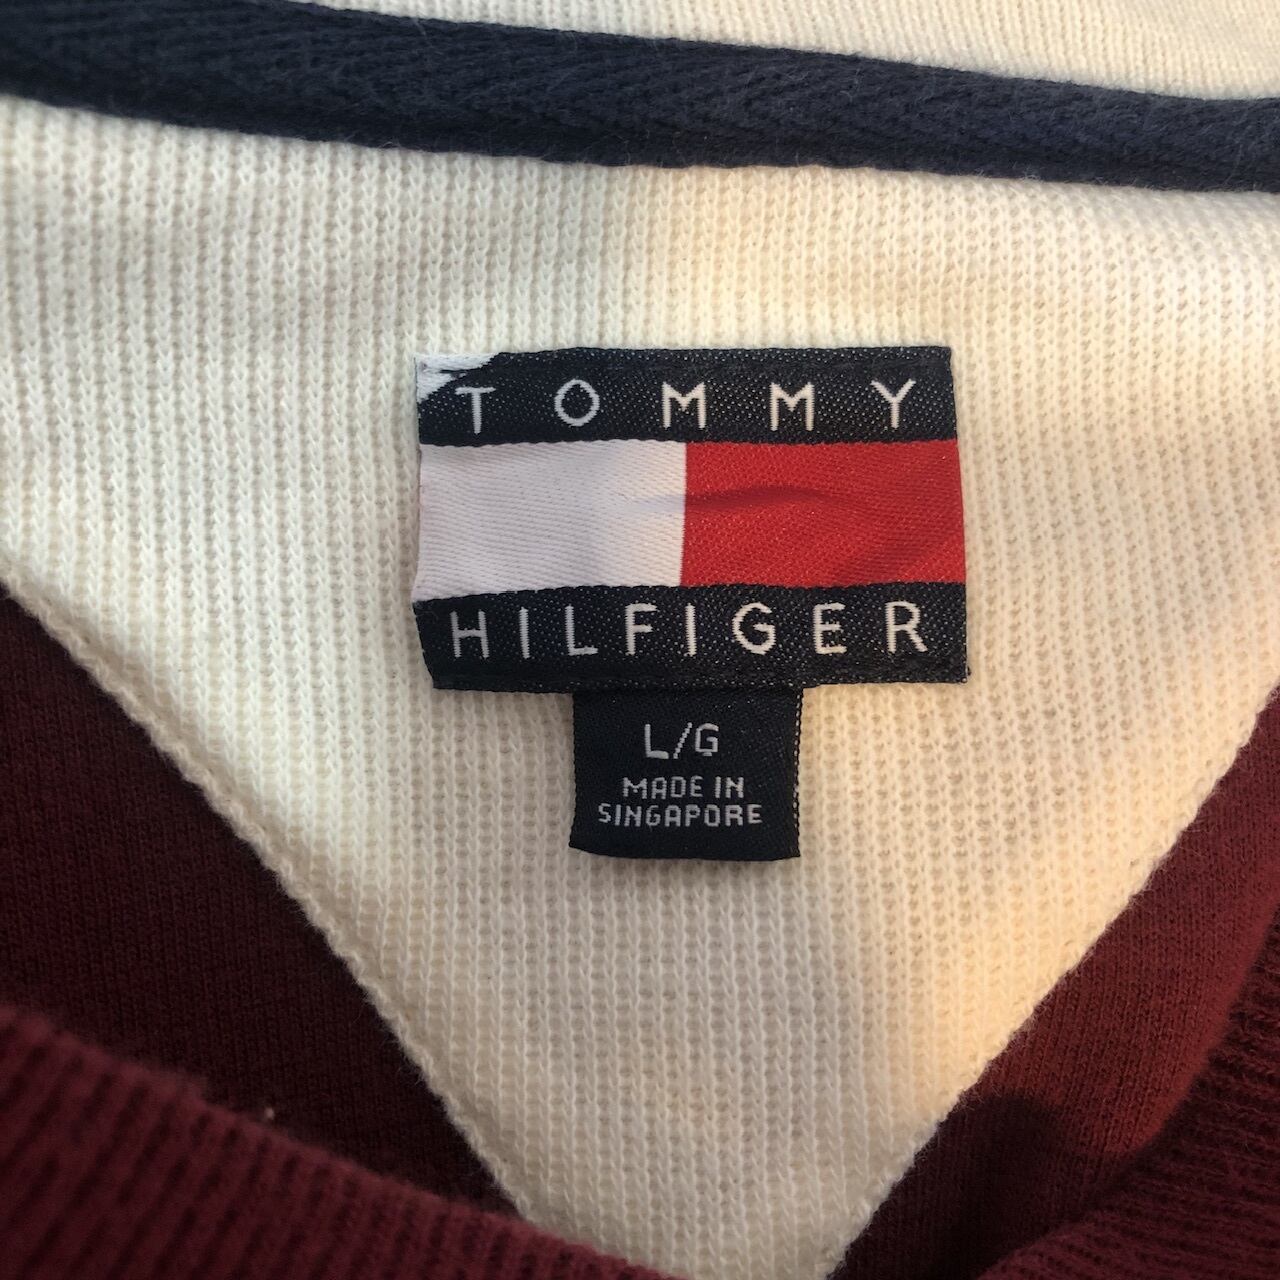 TOMMY
HILFIGER
L/G
MADE IN
SINGAPORE